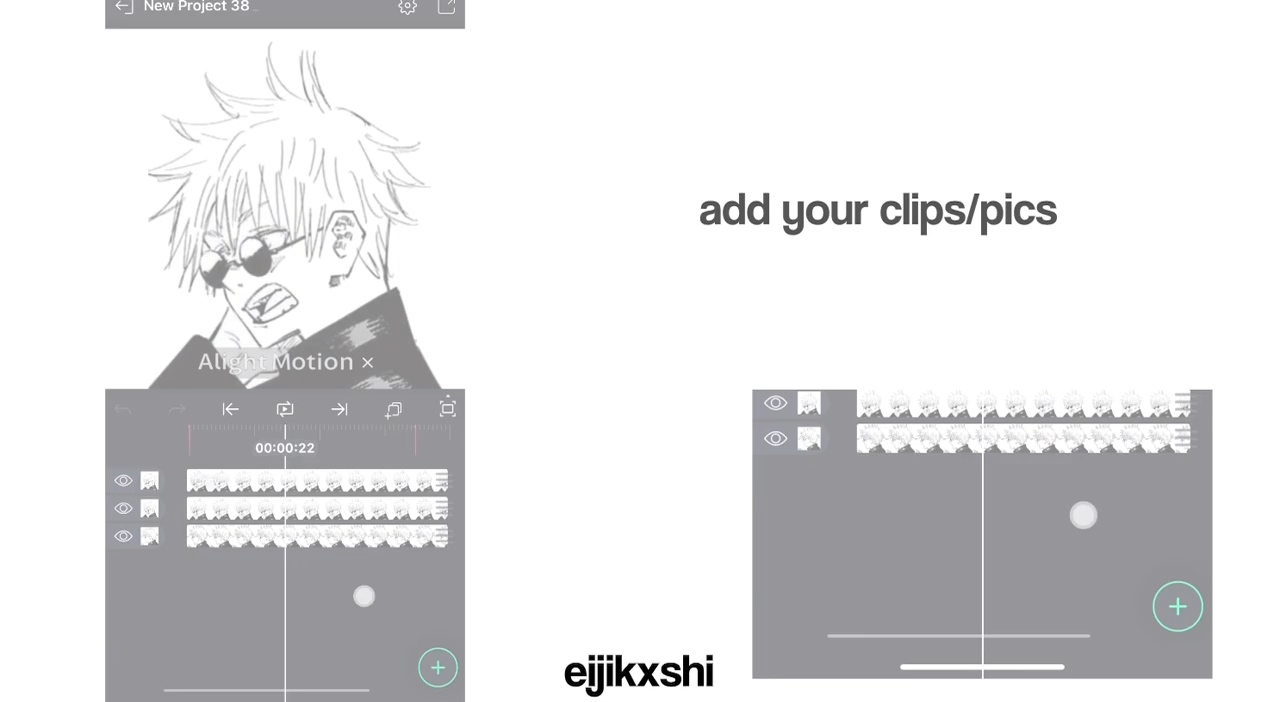 New Project 38
add your clips/pics
Alight Motion ×
00:00:22
eijikxshi